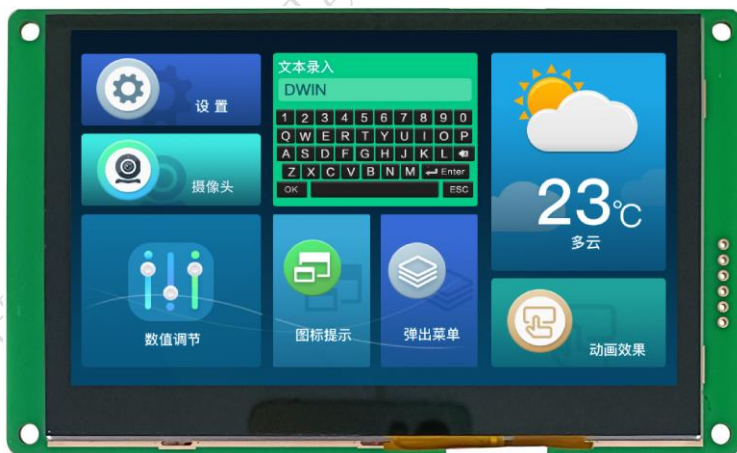 设置
摄像头
数值调节
文本录入
DWIN
1 2 3 4 5 6 7 8 9 0
Q W E R T Y U I O P
A S D F G H J K L
Z X C V B N M Enter
OK ESC
图标提示
弹出菜单
23℃
多云
动画效果